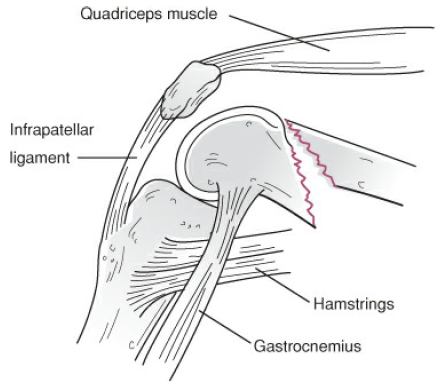 Quadriceps muscle
Infrapatellar
ligament
Hamstrings
Gastrocnemius